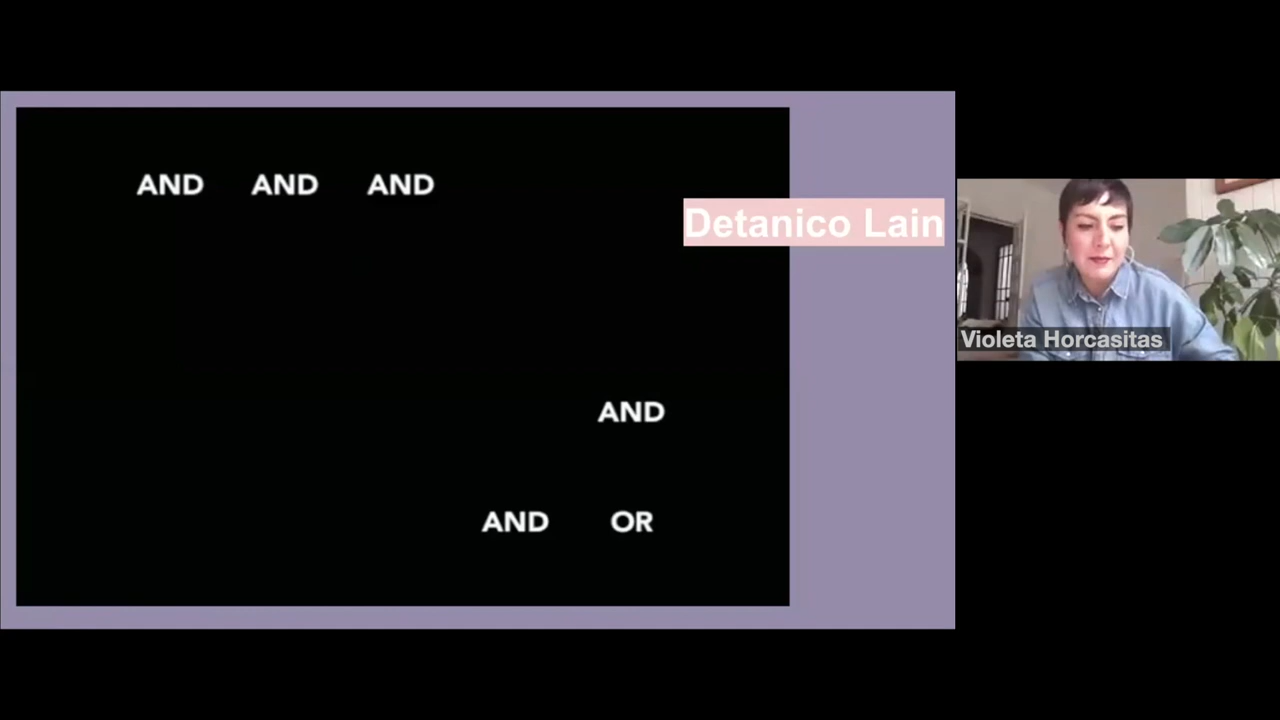 AND AND AND
Detanico Lain
Violeta Horcasitas
AND
AND OR